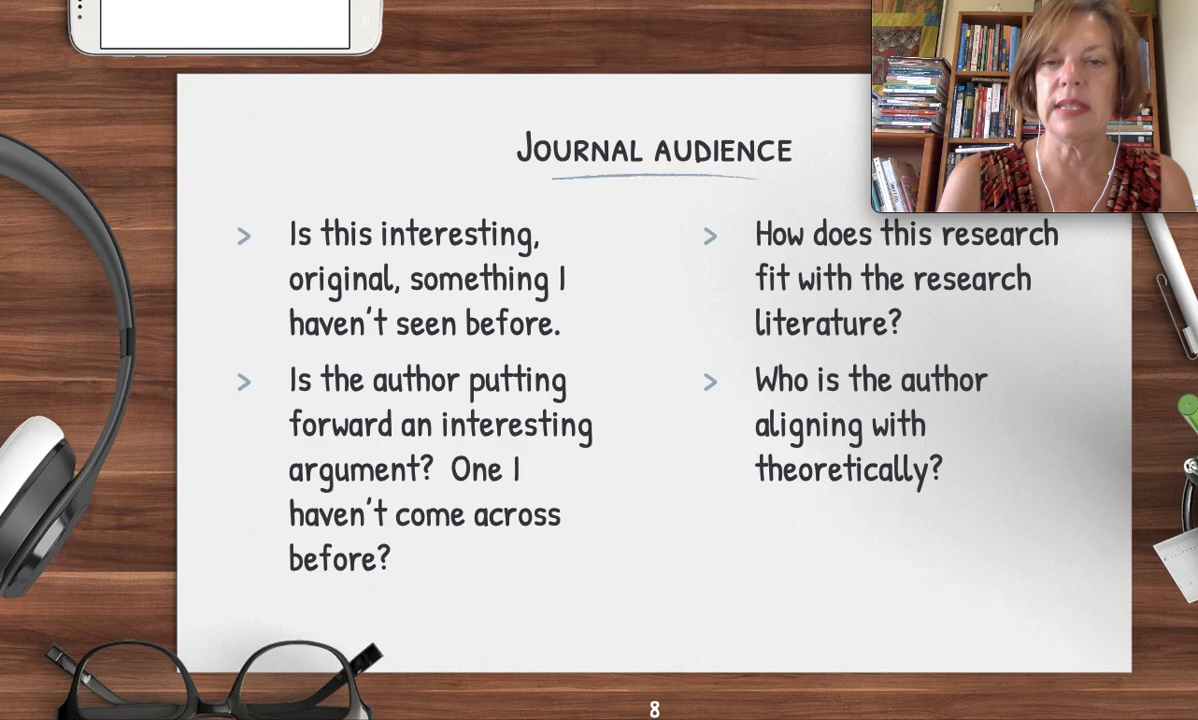 Journal audience
> Is this interesting,
original, something I
haven't seen before.
> Is the author putting
forward an interesting
argument?  One I
haven't come across
before?
> How does this research
fit with the research
literature?
> Who is the author
aligning with
theoretically?
8